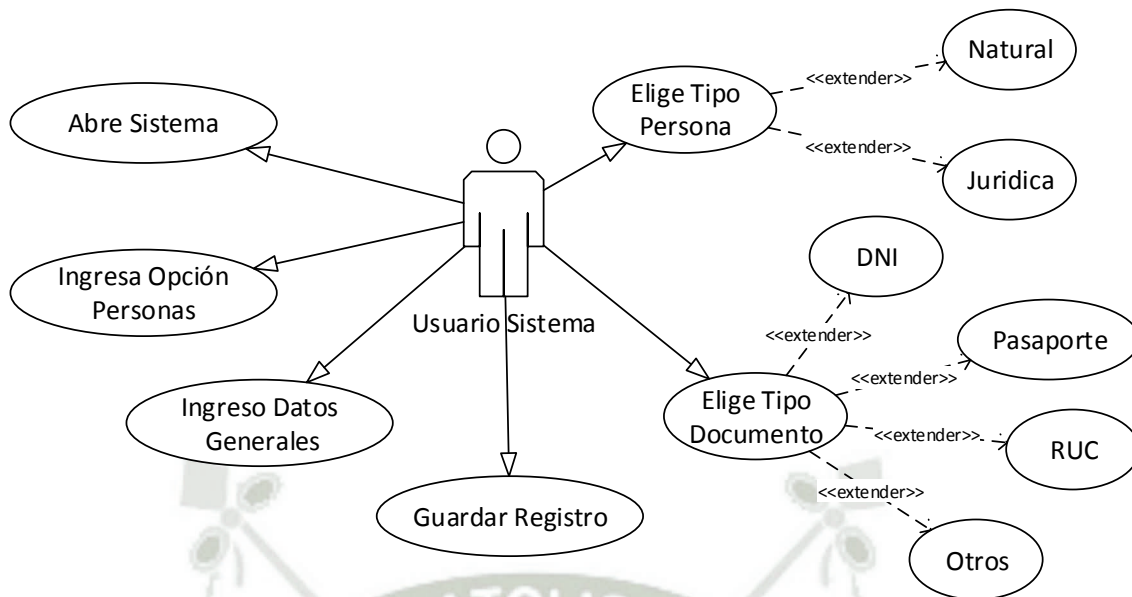 Natural
<<extender>>
Elige Tipo
Persona
Abre Sistema
<<extender>>
Juridica
DNI
Ingresa Opción
Personas
Usuario Sistema
<<extender>>
Pasaporte
<<extender>>
Ingreso Datos
Generales
Elige Tipo
Documento
<<extender>>
RUC
<<extender>>
Guardar Registro
Otros